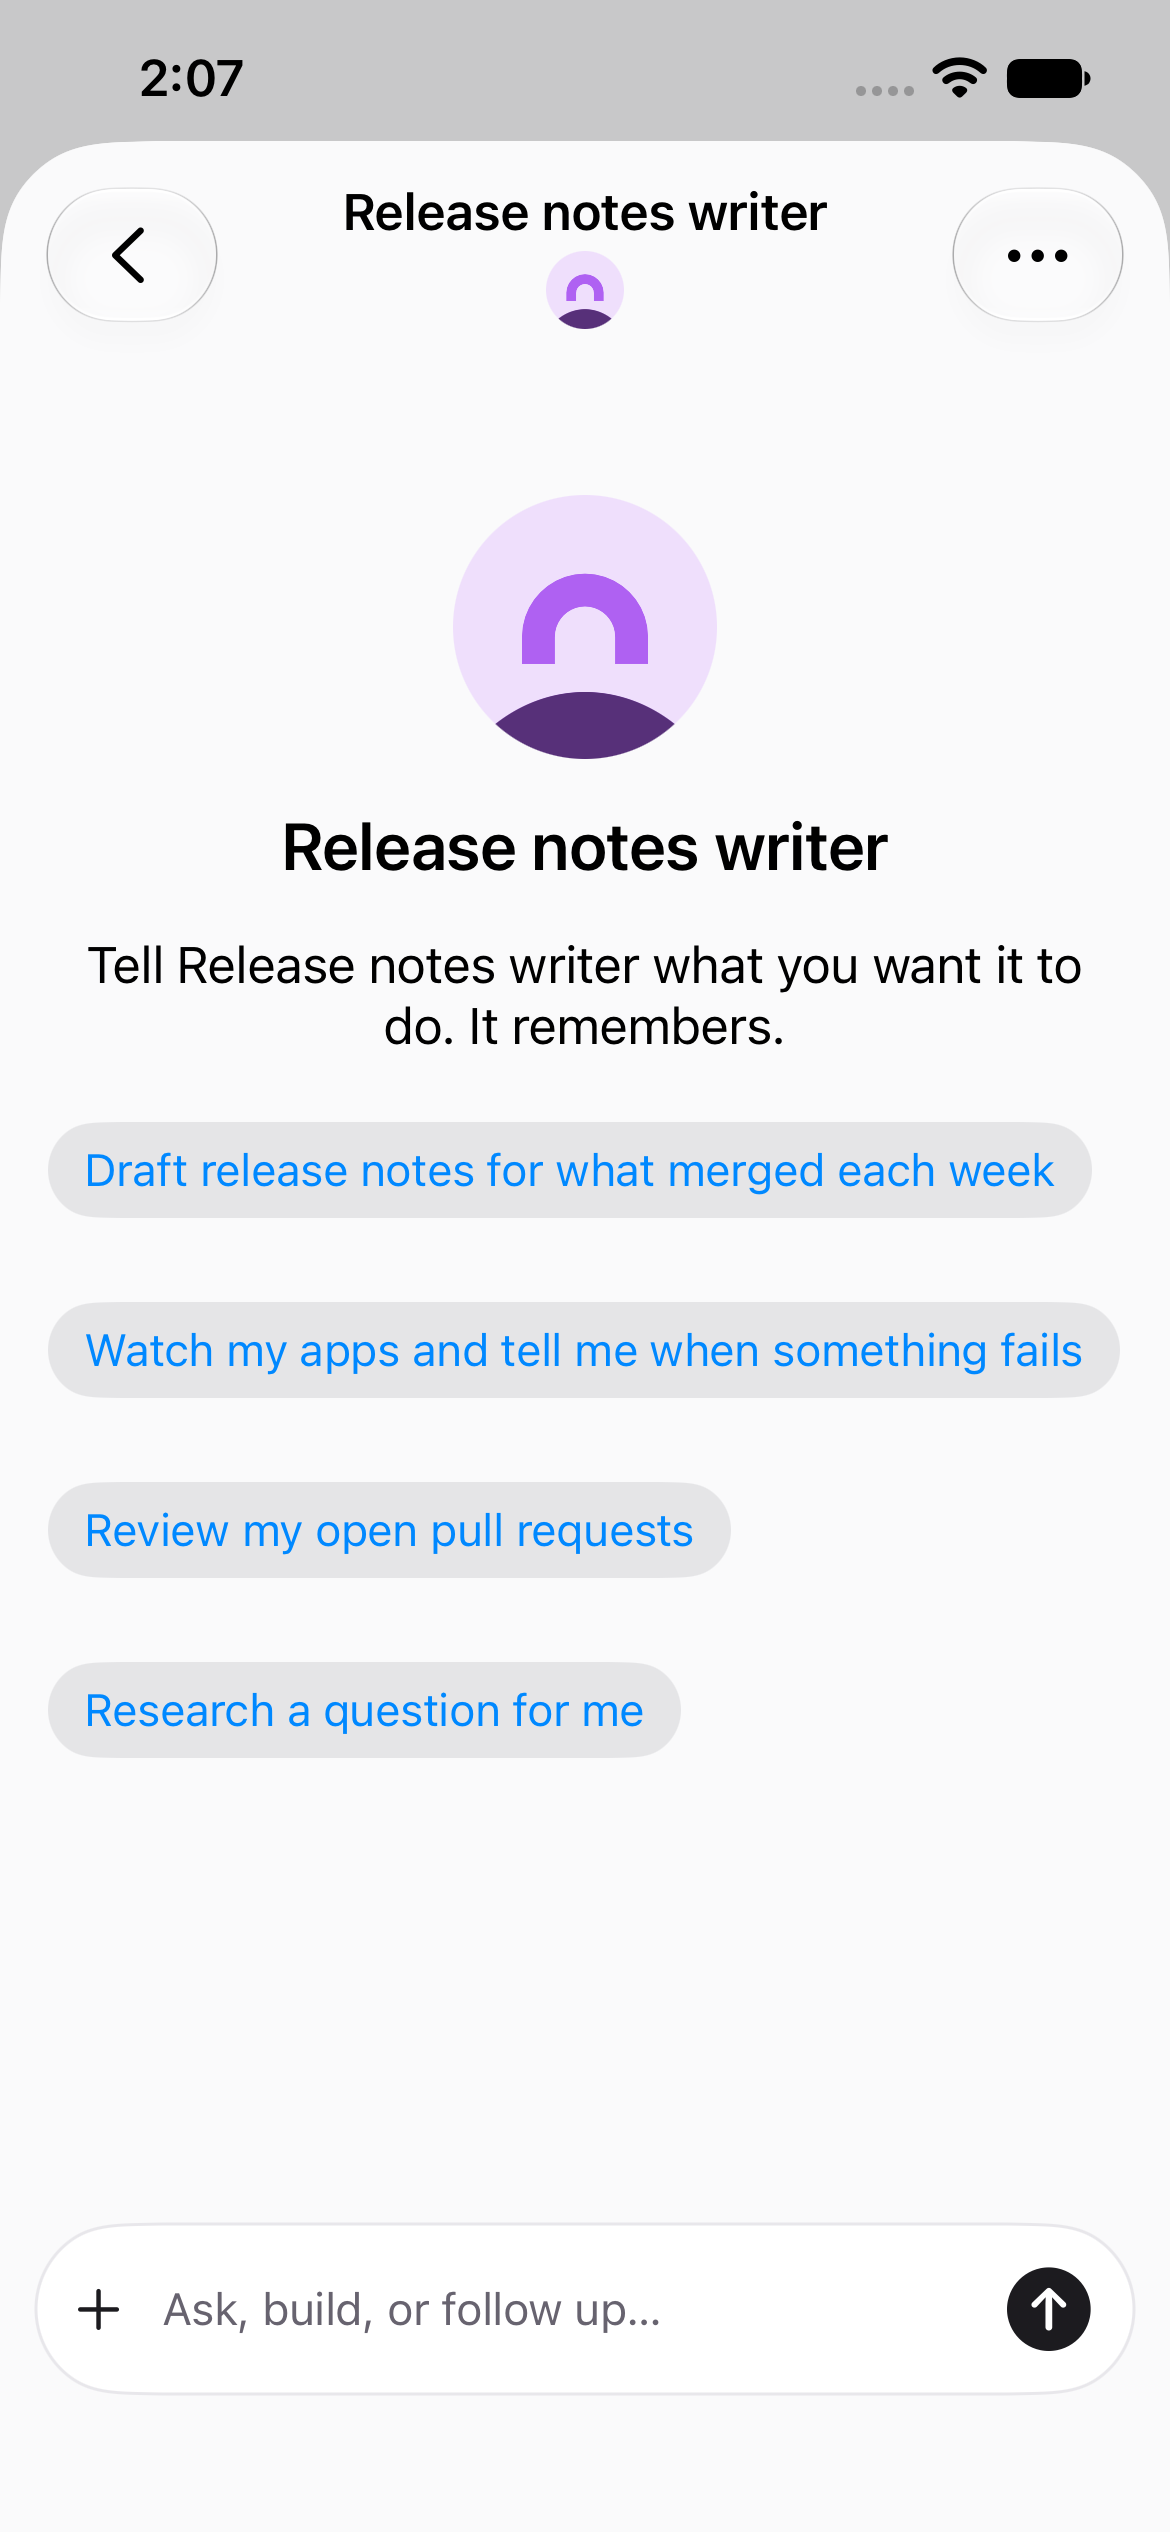 2:07
Release notes writer
Release notes writer
Tell Release notes writer what you want it to
do. It remembers.
Draft release notes for what merged each week
Watch my apps and tell me when something fails
Review my open pull requests
Research a question for me
Ask, build, or follow up...